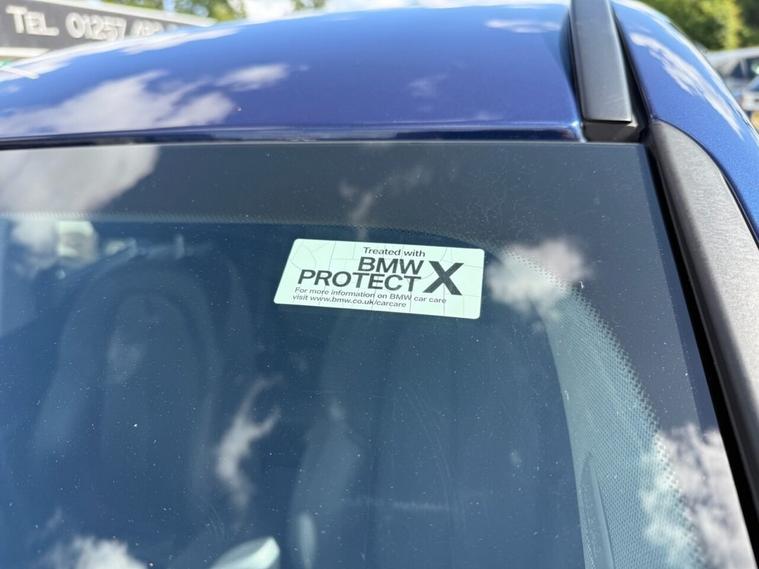 TEL. 01257
Treated with
BMW
PROTECT X
For more information on BMW car care
visit www.bmw.co.uk/carcare